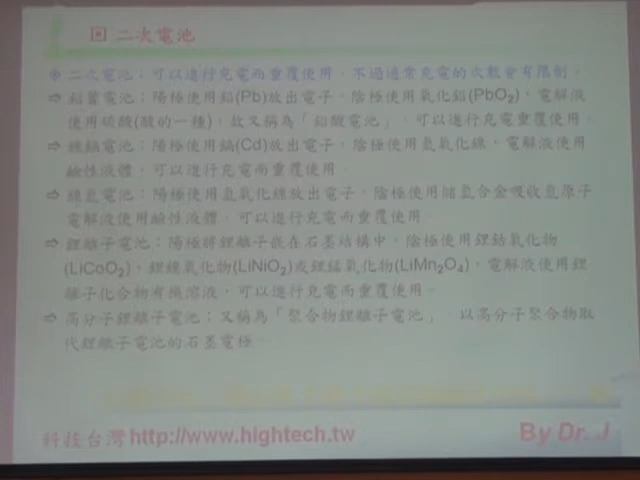 回 二次電池
二次電池：可以進行充電而重覆使用，不過通常充電的次數會有限制。
⇨ 鉛蓄電池：陽極使用鉛(Pb)放出電子，陰極使用氧化鉛(PbO₂)，電解液
使用硫酸(酸的一種)，故又稱為「鉛酸電池」，可以進行充電重覆使用。
⇨ 鎳鎘電池：陽極使用鎘(Cd)放出電子，陰極使用氫氧化鎳，電解液使用
鹼性液體，可以進行充電而重覆使用。
⇨ 鎳氫電池：陽極使用氫氧化鎳放出電子，陰極使用儲氫合金吸收氫原子
電解液使用鹼性液體，可以進行充電而重覆使用。
⇨ 鋰離子電池：陽極將鋰離子嵌在石墨結構中，陰極使用鋰鈷氧化物
(LiCoO₂)、鋰鎳氧化物(LiNiO₂)或鋰錳氧化物(LiMn₂O₄)，電解液使用鋰
離子化合物有機溶液，可以進行充電而重覆使用。
⇨ 高分子鋰離子電池：又稱為「聚合物鋰離子電池」，以高分子聚合物取
代鋰離子電池的石墨電極。
科技台灣 http://www.hightech.tw
By Dr. J